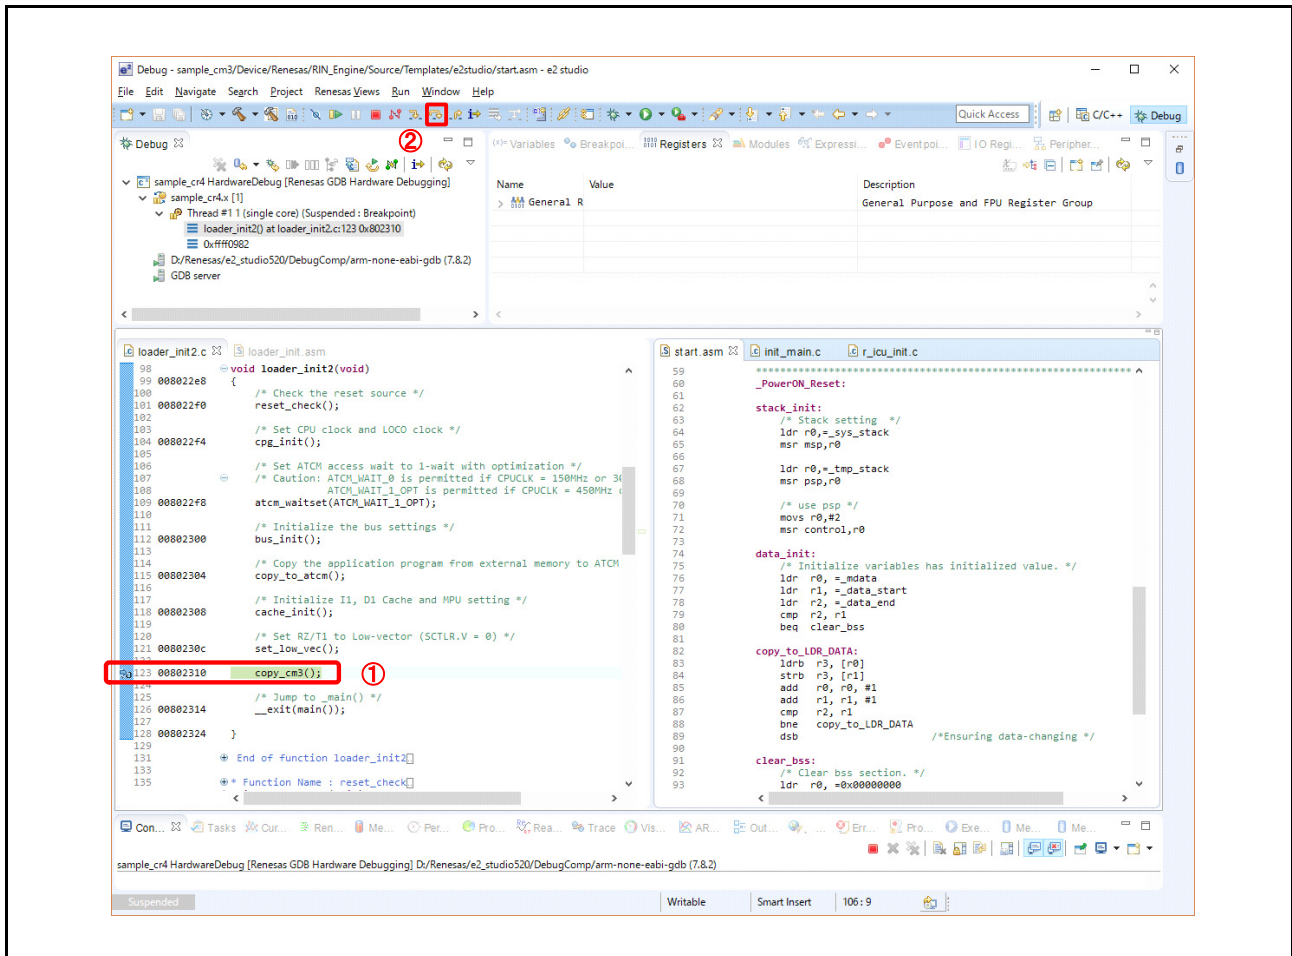 Debug - sample_cm3/Device/Renesas/RIN_Engine/Source/Templates/e2studio/start.asm - e2 studio
File Edit Navigate Search Project Renesas Views Run Window Help
Quick Access C/C++ Debug
②
Debug
(x)= Variables Breakpoi... Registers Modules Expressi... Eventpoi... IO Regi... Peripher...
sample_cr4 HardwareDebug [Renesas GDB Hardware Debugging]
sample_cr4.x [1]
Thread #1 1 (single core) (Suspended : Breakpoint)
loader_init2() at loader_init2.c:123 0x802310
0xffff0982
D:/Renesas/e2_studio520/DebugComp/arm-none-eabi-gdb (7.8.2)
GDB server
Name Value Description
General R General Purpose and FPU Register Group
loader_init2.c loader_init.asm
98 void loader_init2(void)
99 008022e8 {
100 /* Check the reset source */
101 008022f0 reset_check();
102
103 /* Set CPU clock and LOCO clock */
104 008022f4 cpg_init();
105
106 /* Set ATCM access wait to 1-wait with optimization */
107 /* Caution: ATCM_WAIT_0 is permitted if CPUCLK = 150MHz or 30
108 ATCM_WAIT_1_OPT is permitted if CPUCLK = 450MHz
109 008022f8 atcm_waitset(ATCM_WAIT_1_OPT);
110
111 /* Initialize the bus settings */
112 00802300 bus_init();
113
114 /* Copy the application program from external memory to ATCM
115 00802304 copy_to_atcm();
116
117 /* Initialize I1, D1 Cache and MPU setting */
118 00802308 cache_init();
119
120 /* Set RZ/T1 to Low-vector (SCTLR.V = 0) */
121 0080230c set_low_vec();
122
123 00802310 copy_cm3(); ①
124
125 /* Jump to _main() */
126 00802314 __exit(main());
127
128 00802324 }
129
131 End of function loader_init2
133
135 * Function Name : reset_check
start.asm init_main.c r_icu_init.c
59 **************************************************************
60 _PowerON_Reset:
61
62 stack_init:
63 /* Stack setting */
64 ldr r0,=_sys_stack
65 msr msp,r0
66
67 ldr r0,=_tmp_stack
68 msr psp,r0
69
70 /* use psp */
71 movs r0,#2
72 msr control,r0
73
74 data_init:
75 /* Initialize variables has initialized value. */
76 ldr r0, =_mdata
77 ldr r1, =_data_start
78 ldr r2, =_data_end
79 cmp r2, r1
80 beq clear_bss
81
82 copy_to_LDR_DATA:
83 ldrb r3, [r0]
84 strb r3, [r1]
85 add r0, r0, #1
86 add r1, r1, #1
87 cmp r2, r1
88 bne copy_to_LDR_DATA
89 dsb /*Ensuring data-changing */
90
91 clear_bss:
92 /* Clear bss section. */
93 ldr r0, =0x00000000
Con... Tasks Cur... Ren... Me... Per... Pro... Rea... Trace Vis... AR... Out... ... Err... Pro... Exe... Me... Me...
sample_cr4 HardwareDebug [Renesas GDB Hardware Debugging] D:/Renesas/e2_studio520/DebugComp/arm-none-eabi-gdb (7.8.2)
Suspended Writable Smart Insert 106 : 9